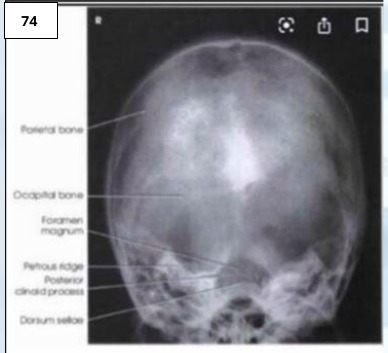 74
R
Parietal bone
Occipital bone
Foramen
magnum
Petrous ridge
Posterior
clinoid process
Dorsum sellae